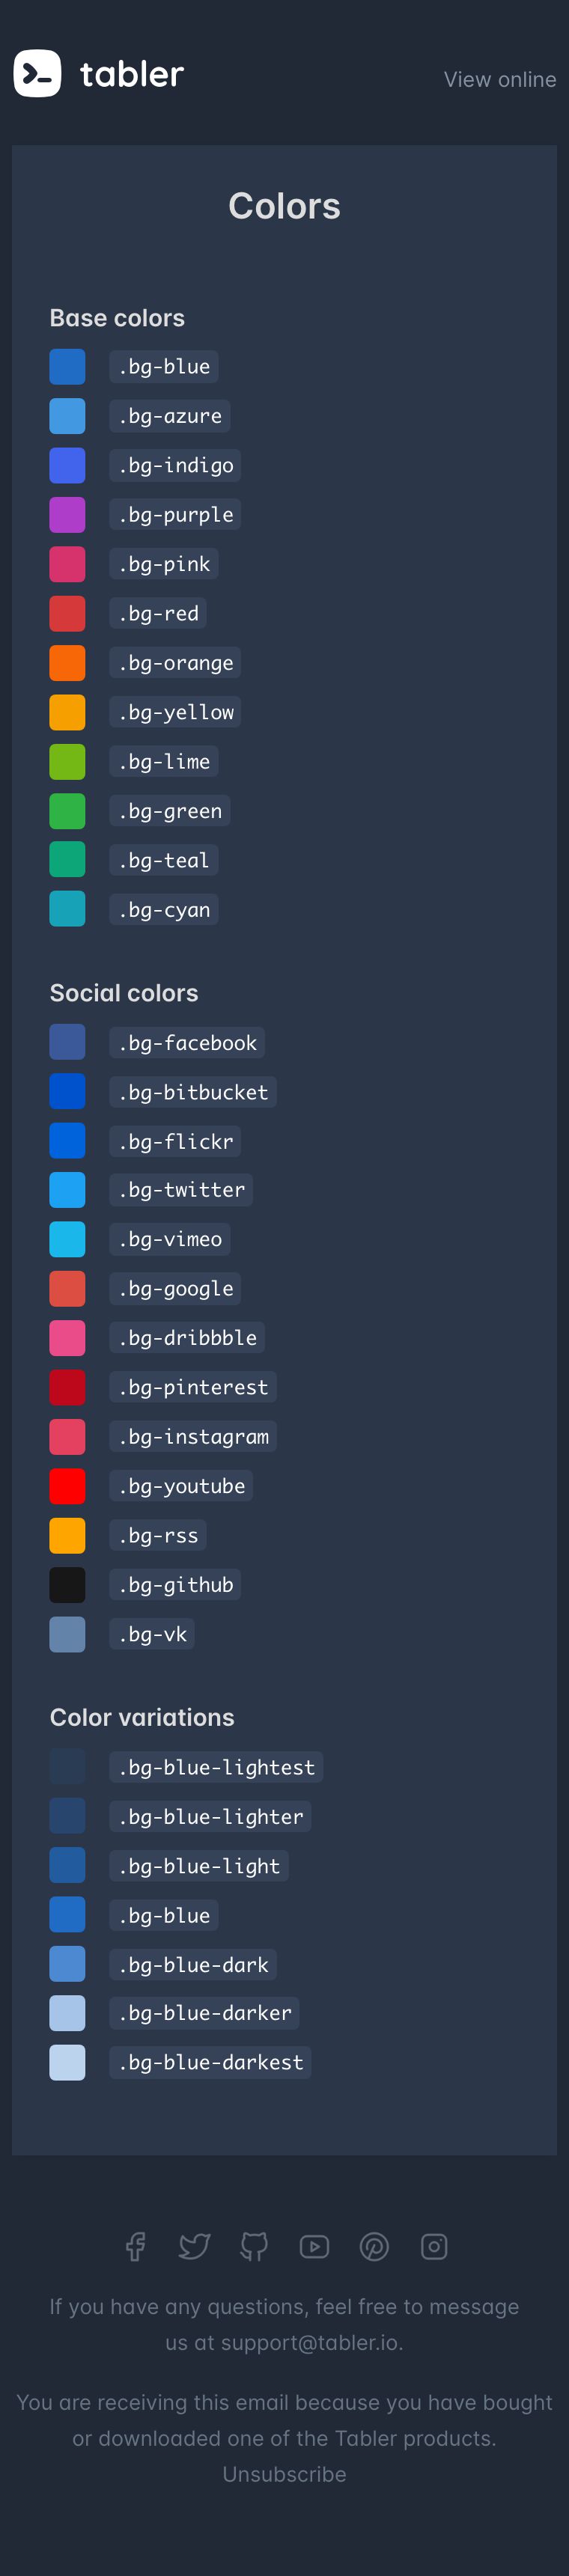 tabler
View online
Colors
Base colors
.bg-blue
.bg-azure
.bg-indigo
.bg-purple
.bg-pink
.bg-red
.bg-orange
.bg-yellow
.bg-lime
.bg-green
.bg-teal
.bg-cyan
Social colors
.bg-facebook
.bg-bitbucket
.bg-flickr
.bg-twitter
.bg-vimeo
.bg-google
.bg-dribbble
.bg-pinterest
.bg-instagram
.bg-youtube
.bg-rss
.bg-github
.bg-vk
Color variations
.bg-blue-lightest
.bg-blue-lighter
.bg-blue-light
.bg-blue
.bg-blue-dark
.bg-blue-darker
.bg-blue-darkest
If you have any questions, feel free to message
us at support@tabler.io.
You are receiving this email because you have bought
or downloaded one of the Tabler products.
Unsubscribe